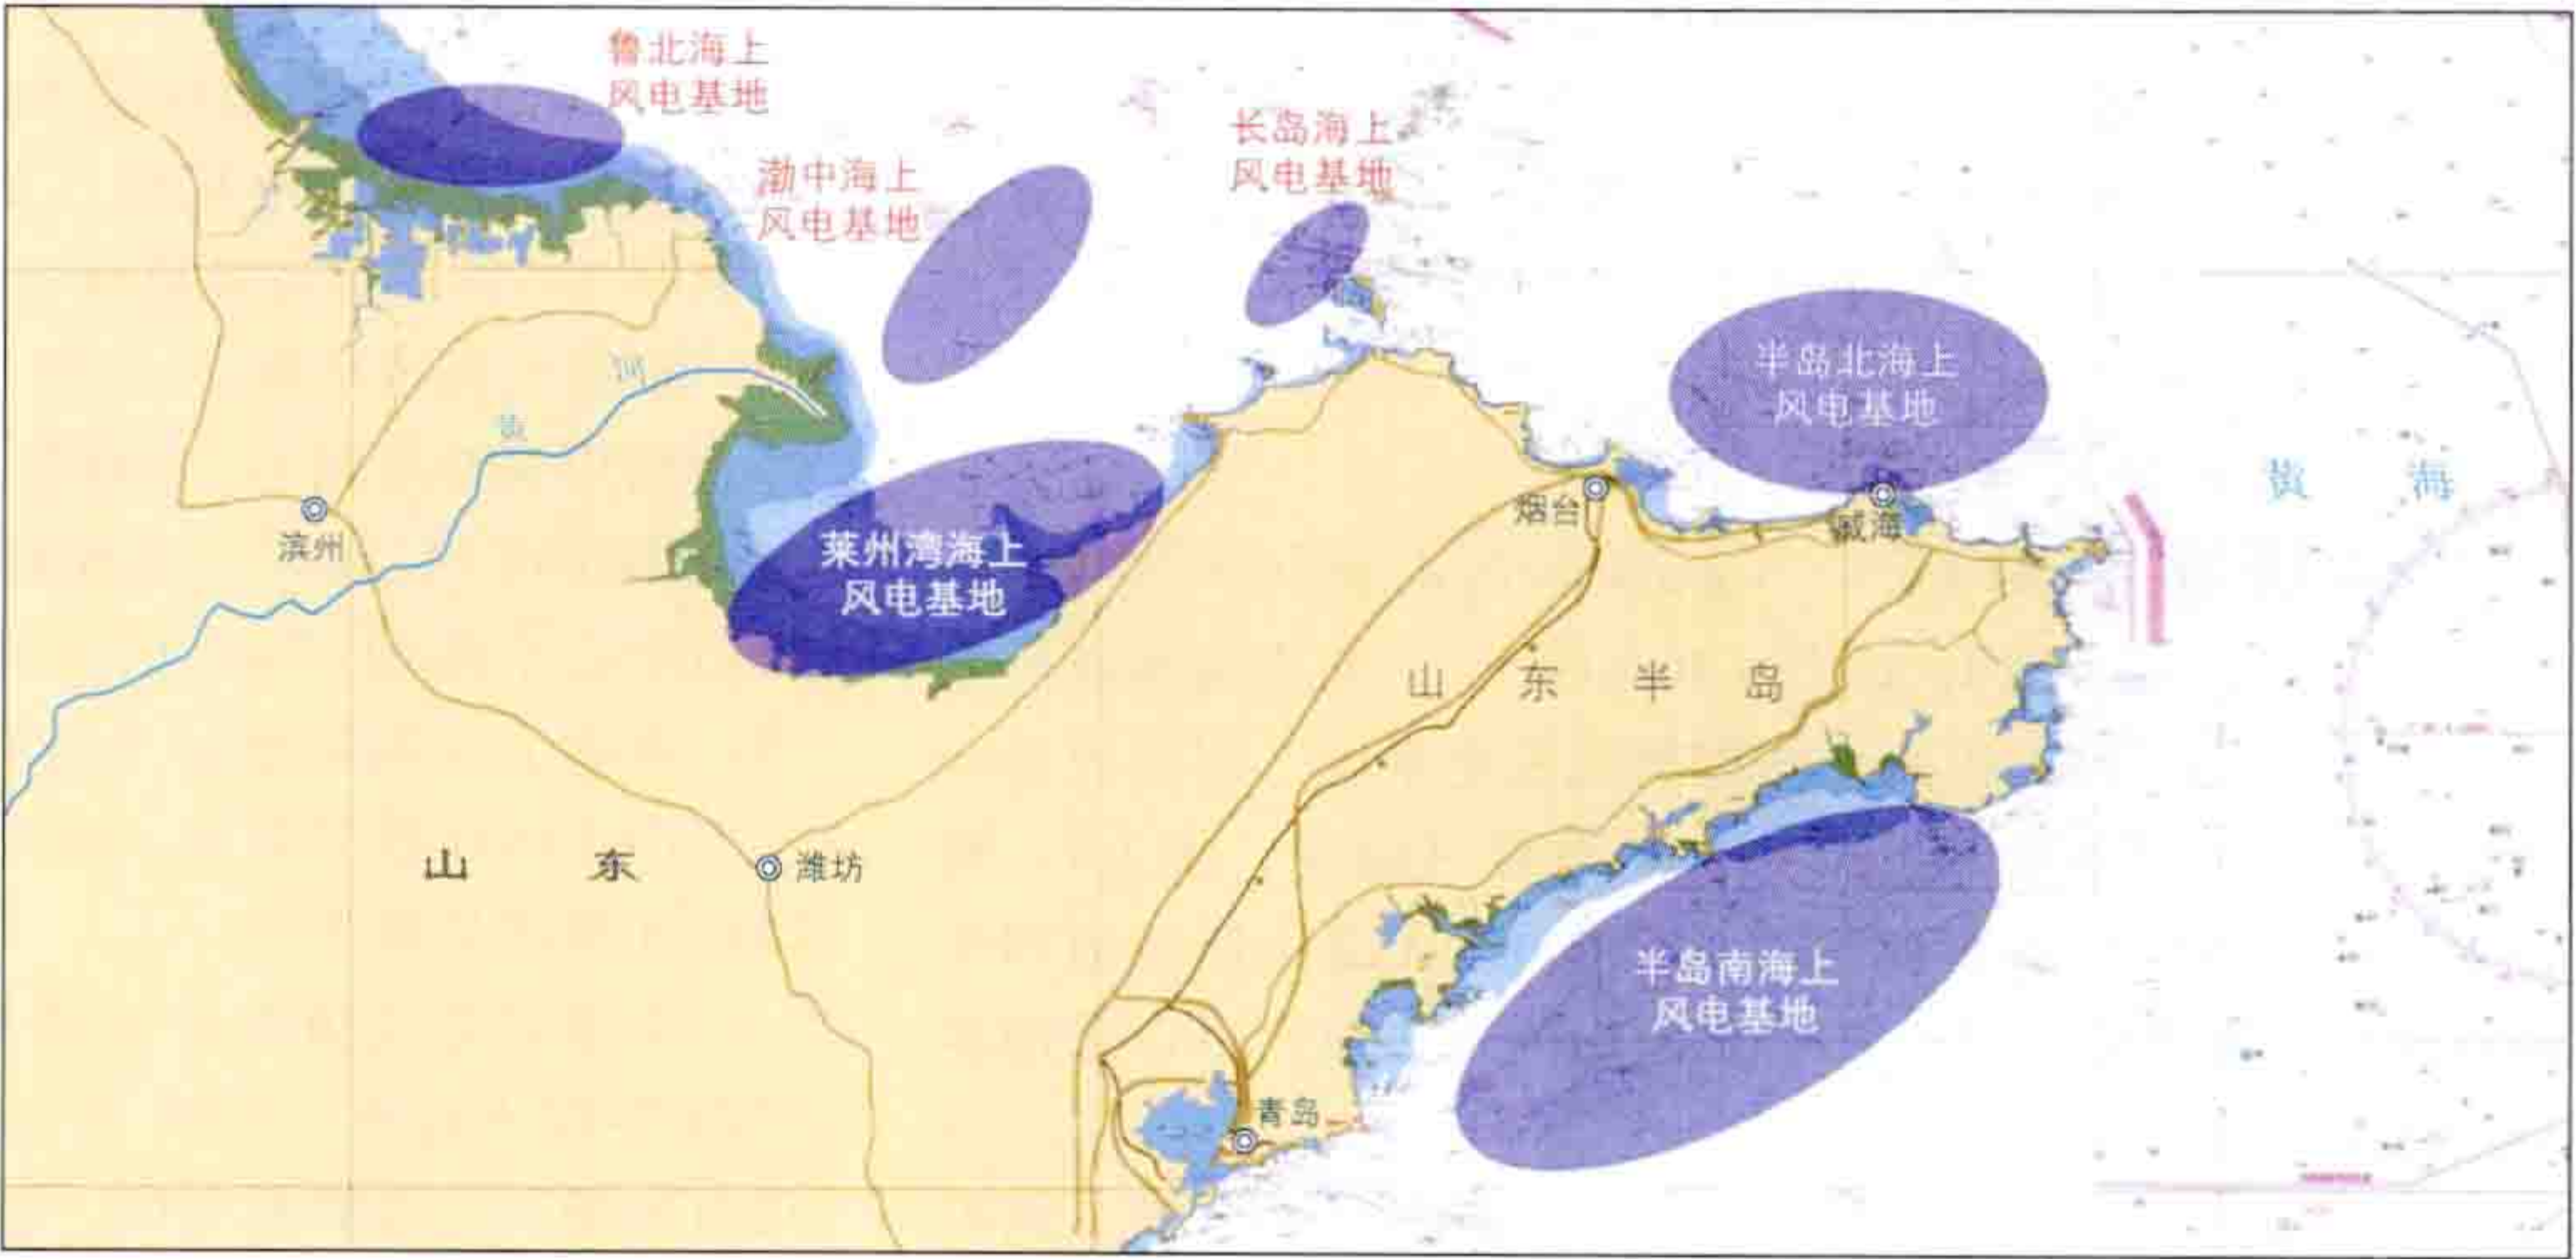 鲁北海上
风电基地
渤中海上
风电基地
长岛海上
风电基地
半岛北海上
风电基地
河
黄
黄 海
滨州
烟台
威海
莱州湾海上
风电基地
山 东 半 岛
山 东
潍坊
半岛南海上
风电基地
青岛